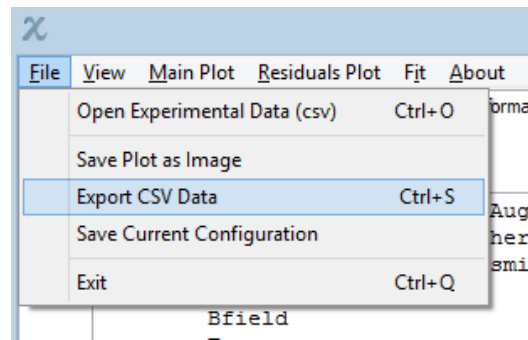 χ
File View Main Plot Residuals Plot Fit About
Open Experimental Data (csv) Ctrl+O
Save Plot as Image
Export CSV Data Ctrl+S
Aug
Save Current Configuration
Exit Ctrl+Q
Bfield